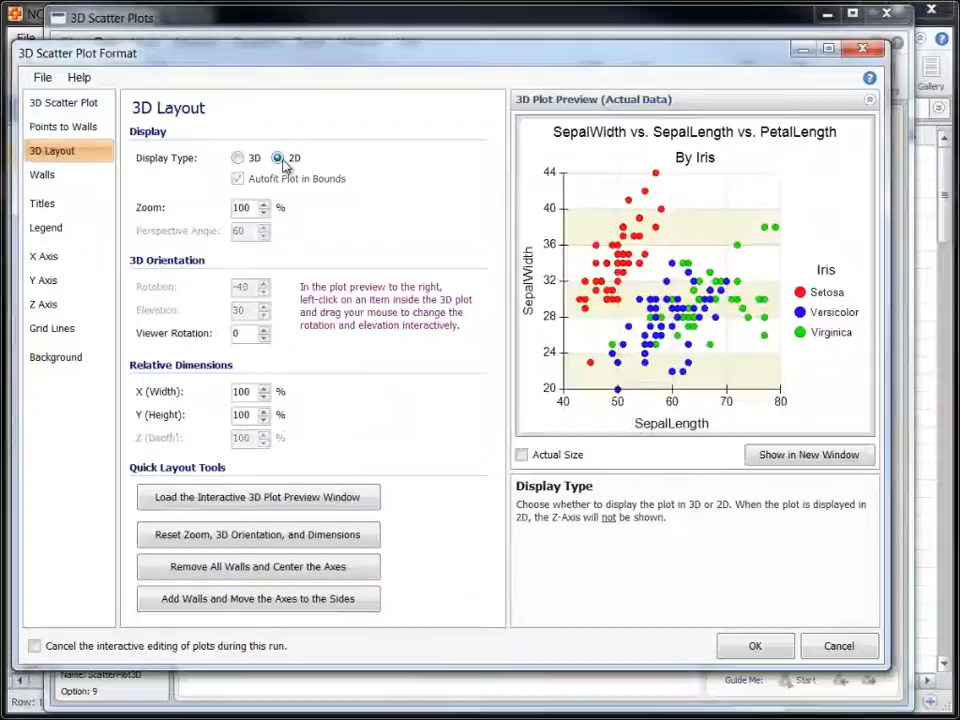 NC
3D Scatter Plots
File
3D Scatter Plot Format
File Help
Gallery
3D Scatter Plot
Points to Walls
3D Layout
Walls
Titles
Legend
X Axis
Y Axis
Z Axis
Grid Lines
Background
3D Layout
Display
Display Type: 3D 2D
Autofit Plot in Bounds
Zoom: 100 %
Perspective Angle: 60
3D Orientation
Rotation: -40
Elevation: 30
Viewer Rotation: 0
In the plot preview to the right,
left-click on an item inside the 3D plot
and drag your mouse to change the
rotation and elevation interactively.
Relative Dimensions
X (Width): 100 %
Y (Height): 100 %
Z (Depth): 100 %
Quick Layout Tools
Load the Interactive 3D Plot Preview Window
Reset Zoom, 3D Orientation, and Dimensions
Remove All Walls and Center the Axes
Add Walls and Move the Axes to the Sides
3D Plot Preview (Actual Data)
SepalWidth vs. SepalLength vs. PetalLength
By Iris
44
40
36
32
28
24
20
SepalWidth
40 50 60 70 80
SepalLength
Iris
Setosa
Versicolor
Virginica
Actual Size
Show in New Window
Display Type
Choose whether to display the plot in 3D or 2D. When the plot is displayed in
2D, the Z-Axis will not be shown.
Cancel the interactive editing of plots during this run.
OK
Cancel
Name: ScatterPlot3D
Option: 9
Guide Me: Start
Row: 1